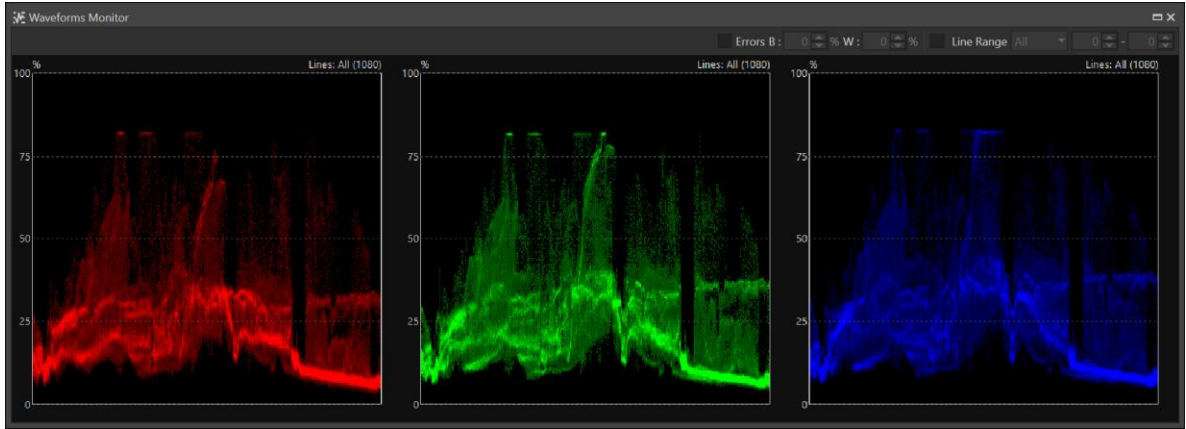 Waveforms Monitor
Errors B : 0 % W : 0 % Line Range All 0 - 0
% Lines: All (1080) % Lines: All (1080) % Lines: All (1080)
100 100 100
75 75 75
50 50 50
25 25 25
0 0 0